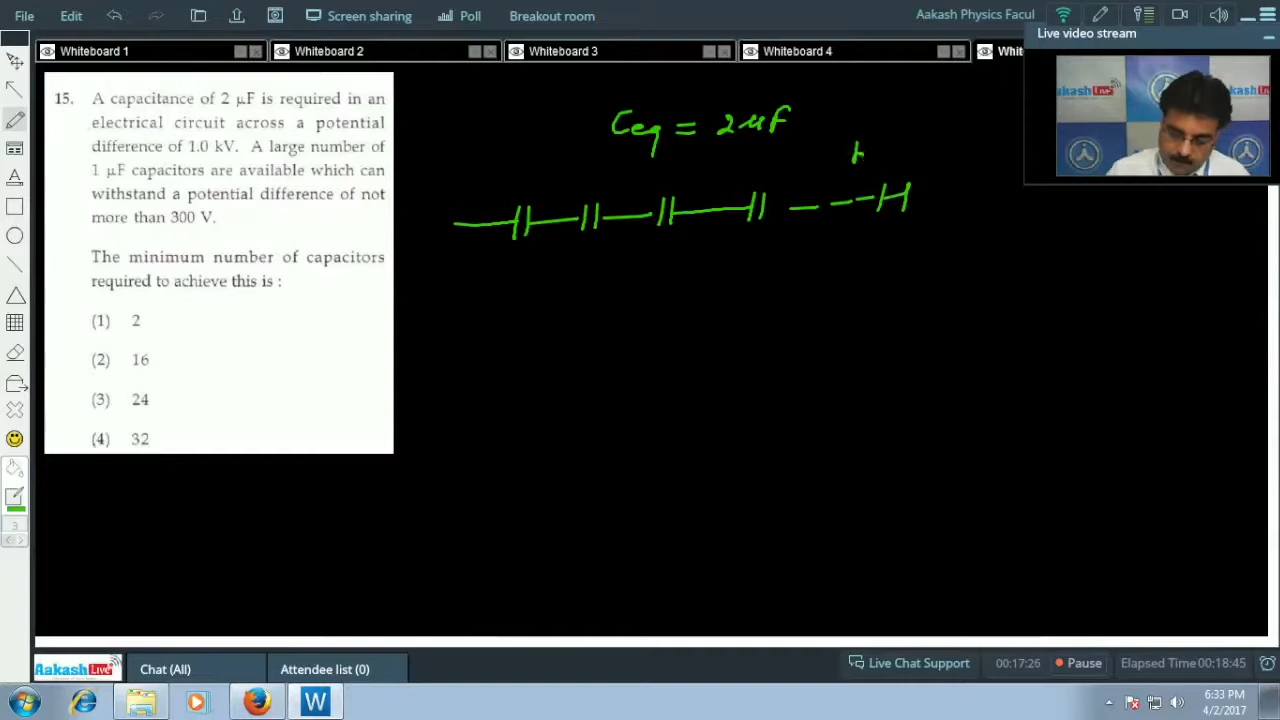 File Edit Screen sharing Poll Breakout room Aakash Physics Facul
Live video stream
Whiteboard 1 Whiteboard 2 Whiteboard 3 Whiteboard 4 Whit
15. A capacitance of 2 μF is required in an
electrical circuit across a potential
difference of 1.0 kV. A large number of
1 μF capacitors are available which can
withstand a potential difference of not
more than 300 V.
The minimum number of capacitors
required to achieve this is :
(1) 2
(2) 16
(3) 24
(4) 32
Ceq = 2μF
3
Aakash Live Chat (All) Attendee list (0) Live Chat Support 00:17:26 Pause Elapsed Time 00:18:45
6:33 PM
4/2/2017